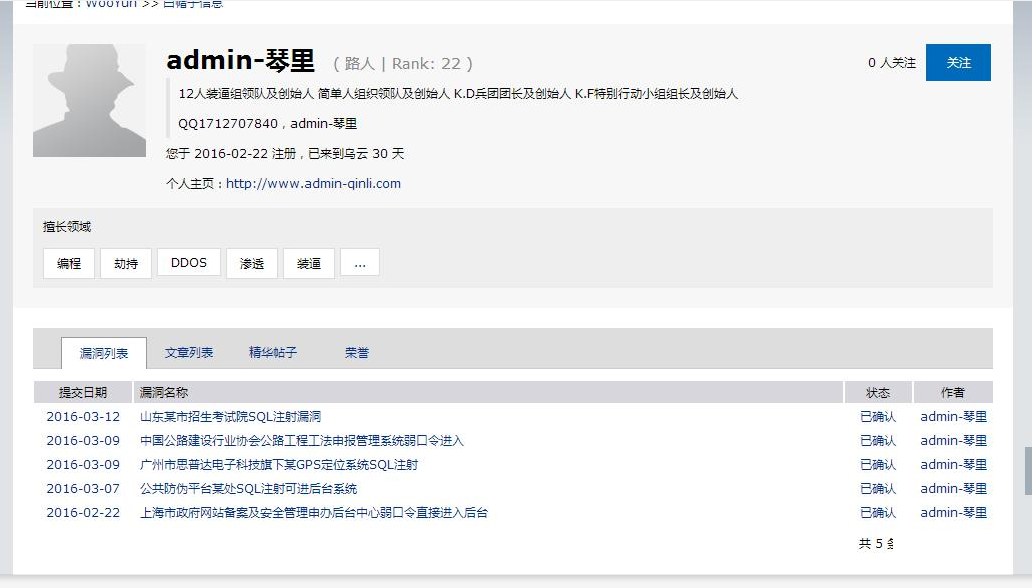 当前位置：WooYun >> 白帽子信息
admin-琴里 ( 路人 | Rank: 22 )
0 人关注 关注
12人装逼组领队及创始人 简单人组织领队及创始人 K.D兵团团长及创始人 K.F特别行动小组组长及创始人
QQ1712707840，admin-琴里
您于 2016-02-22 注册，已来到乌云 30 天
个人主页：http://www.admin-qinli.com
擅长领域
编程 劫持 DDOS 渗透 装逼 ...
漏洞列表 文章列表 精华帖子 荣誉
提交日期 漏洞名称 状态 作者
2016-03-12 山东某市招生考试院SQL注射漏洞 已确认 admin-琴里
2016-03-09 中国公路建设行业协会公路工程工法申报管理系统弱口令进入 已确认 admin-琴里
2016-03-09 广州市思普达电子科技旗下某GPS定位系统SQL注射 已确认 admin-琴里
2016-03-07 公共防伪平台某处SQL注射可进后台系统 已确认 admin-琴里
2016-02-22 上海市政府网站备案及安全管理申办后台中心弱口令直接进入后台 已确认 admin-琴里
共 5 条